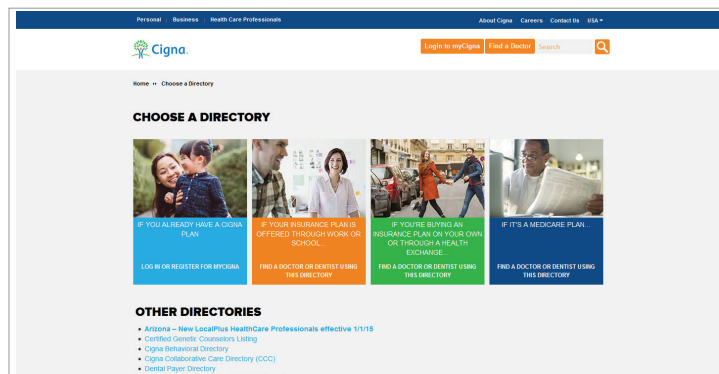 Personal | Business | Health Care Professionals
About Cigna Careers Contact Us USA
Cigna.
Login to myCigna Find a Doctor Search
Home ›› Choose a Directory
CHOOSE A DIRECTORY
IF YOU ALREADY HAVE A CIGNA
PLAN
LOG IN OR REGISTER FOR MYCIGNA
IF YOUR INSURANCE PLAN IS
OFFERED THROUGH WORK OR
SCHOOL...
FIND A DOCTOR OR DENTIST USING
THIS DIRECTORY
IF YOU'RE BUYING AN
INSURANCE PLAN ON YOUR OWN
OR THROUGH A HEALTH
EXCHANGE...
FIND A DOCTOR OR DENTIST USING
THIS DIRECTORY
IF IT'S A MEDICARE PLAN...
FIND A DOCTOR OR DENTIST USING
THIS DIRECTORY
OTHER DIRECTORIES
• Arizona – New LocalPlus HealthCare Professionals effective 1/1/15
• Certified Genetic Counselors Listing
• Cigna Behavioral Directory
• Cigna Collaborative Care Directory (CCC)
• Dental Payer Directory